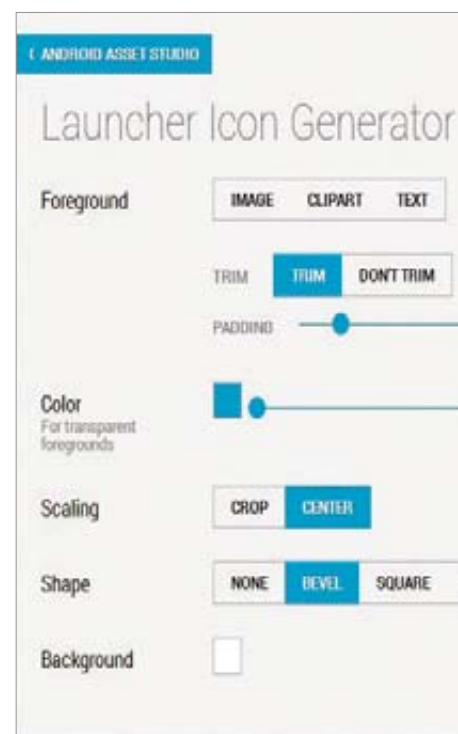 ‹ ANDROID ASSET STUDIO
Launcher Icon Generator
Foreground IMAGE CLIPART TEXT
TRIM TRIM DON'T TRIM
PADDING
Color
For transparent
foregrounds
Scaling CROP CENTER
Shape NONE BEVEL SQUARE
Background